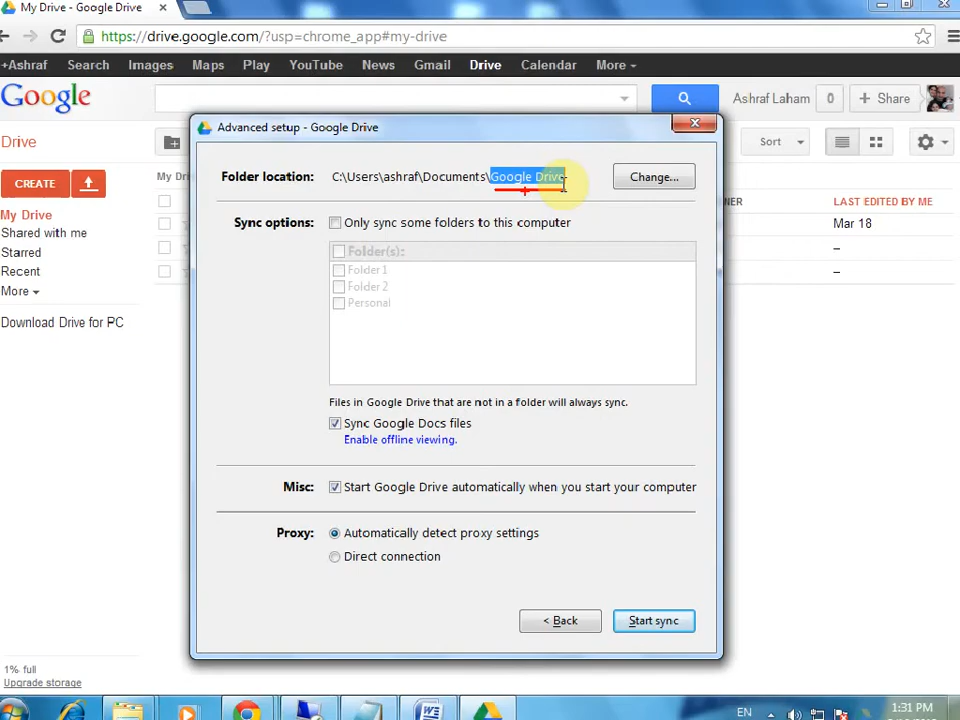 My Drive - Google Drive
https://drive.google.com/?usp=chrome_app#my-drive
+Ashraf Search Images Maps Play YouTube News Gmail Drive Calendar More
Google Ashraf Laham 0 + Share
Advanced setup - Google Drive
Drive Sort
Folder location: C:\Users\ashraf\Documents\Google Drive Change...
CREATE My Dri NER LAST EDITED BY ME
My Drive
Mar 18
Sync options: Only sync some folders to this computer
Shared with me
–
Starred
Folder(s):
Recent
Folder 1
–
More
Folder 2
Personal
Download Drive for PC
Files in Google Drive that are not in a folder will always sync.
Sync Google Docs files
Enable offline viewing.
Misc: Start Google Drive automatically when you start your computer
Proxy: Automatically detect proxy settings
Direct connection
< Back Start sync
1% full
Upgrade storage
EN 1:31 PM